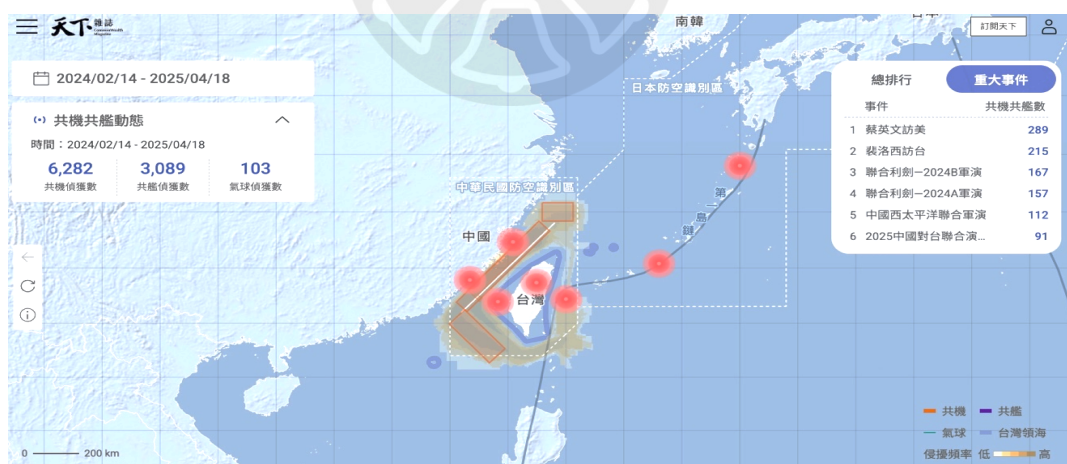 天下 雜誌
CommonWealth
magazine
訂閱天下
2024/02/14 - 2025/04/18
共機共艦動態
時間：2024/02/14 - 2025/04/18
6,282 3,089 103
共機偵獲數 共艦偵獲數 氣球偵獲數
總排行 重大事件
事件 共機共艦數
1 蔡英文訪美 289
2 裴洛西訪台 215
3 聯合利劍—2024B軍演 167
4 聯合利劍—2024A軍演 157
5 中國西太平洋聯合軍演 112
6 2025中國對台聯合演... 91
南韓
日本防空識別區
中華民國防空識別區
第一島鏈
中國
台灣
共機 共艦
氣球 台灣領海
侵擾頻率 低 高
0 200 km